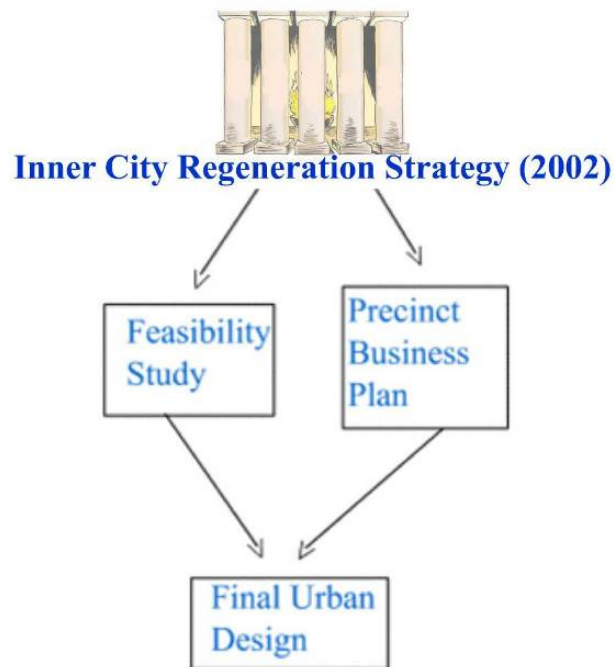 Inner City Regeneration Strategy (2002)
Feasibility
Study
Precinct
Business
Plan
Final Urban
Design